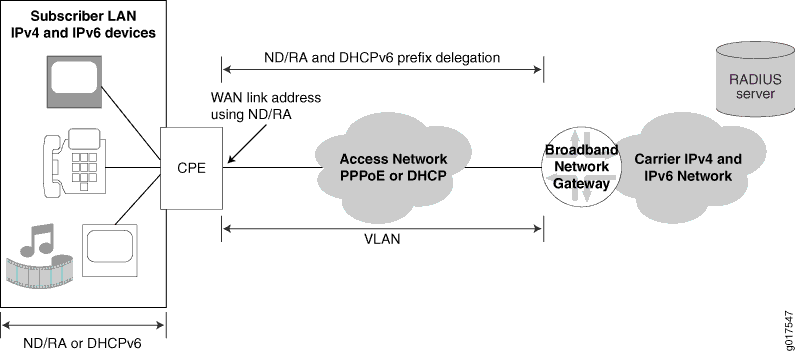 Subscriber LAN
IPv4 and IPv6 devices
ND/RA and DHCPv6 prefix delegation
RADIUS
server
WAN link address
using ND/RA
CPE
Access Network
PPPoE or DHCP
Broadband
Network
Gateway
Carrier IPv4 and
IPv6 Network
VLAN
ND/RA or DHCPv6
g017547